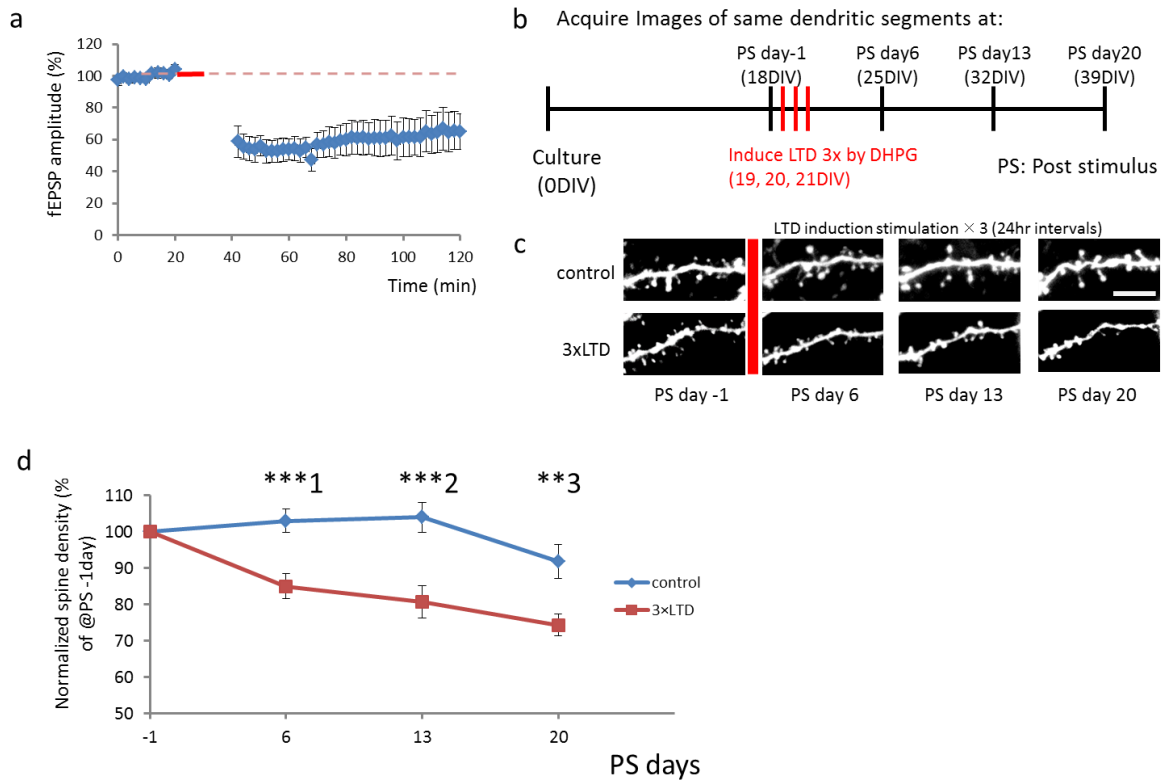 a
fEPSP amplitude (%)
120
100
80
60
40
20
0
0 20 40 60 80 100 120
Time (min)
b Acquire Images of same dendritic segments at:
PS day-1 PS day6 PS day13 PS day20
(18DIV) (25DIV) (32DIV) (39DIV)
Culture
(0DIV)
Induce LTD 3x by DHPG
(19, 20, 21DIV)
PS: Post stimulus
c
LTD induction stimulation × 3 (24hr intervals)
control
3xLTD
PS day -1 PS day 6 PS day 13 PS day 20
d
***1 ***2 **3
Normalized spine density (%
of @PS -1day)
110
100
90
80
70
60
50
-1 6 13 20
PS days
control
3×LTD